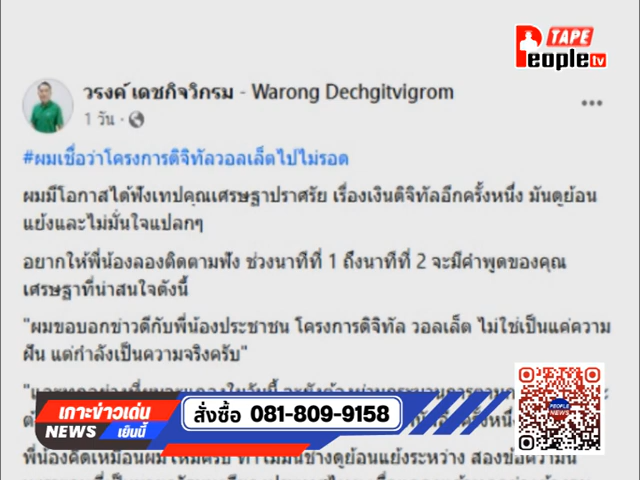 TAPE
People tv
วรงค์ เดชกิจวิกรม - Warong Dechgitvigrom
1 วัน ·
#ผมเชื่อว่าโครงการดิจิทัลวอลเล็ตไปไม่รอด
ผมมีโอกาสได้ฟังเทปคุณเศรษฐาปราศรัย เรื่องเงินดิจิทัลอีกครั้งหนึ่ง มันดูย้อน
แย้งและไม่มั่นใจแปลกๆ
อยากให้พี่น้องลองติดตามฟัง ช่วงนาทีที่ 1 ถึงนาทีที่ 2 จะมีคำพูดของคุณ
เศรษฐาที่น่าสนใจดังนี้
"ผมขอบอกข่าวดีกับพี่น้องประชาชน โครงการดิจิทัล วอลเล็ต ไม่ใช่เป็นแค่ความ
ฝัน แต่กำลังเป็นความจริงครับ"
เกาะข่าวเด่น
NEWS เย็นนี้
สั่งซื้อ 081-809-9158
PEOPLE
NEWS
อีกครั้งหนึ่ง
พี่น้องคิดเหมือนผมไหมครับ